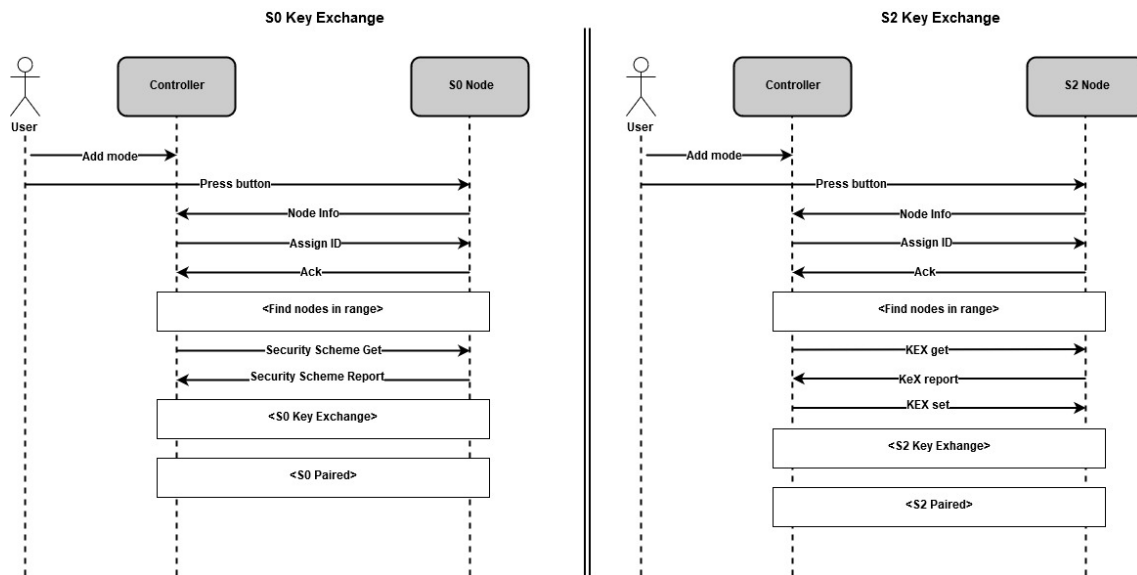 S0 Key Exchange
User
Controller
S0 Node
Add mode
Press button
Node Info
Assign ID
Ack
<Find nodes in range>
Security Scheme Get
Security Scheme Report
<S0 Key Exchange>
<S0 Paired>
S2 Key Exchange
User
Controller
S2 Node
Add mode
Press button
Node Info
Assign ID
Ack
<Find nodes in range>
KEX get
KeX report
KEX set
<S2 Key Exhange>
<S2 Paired>